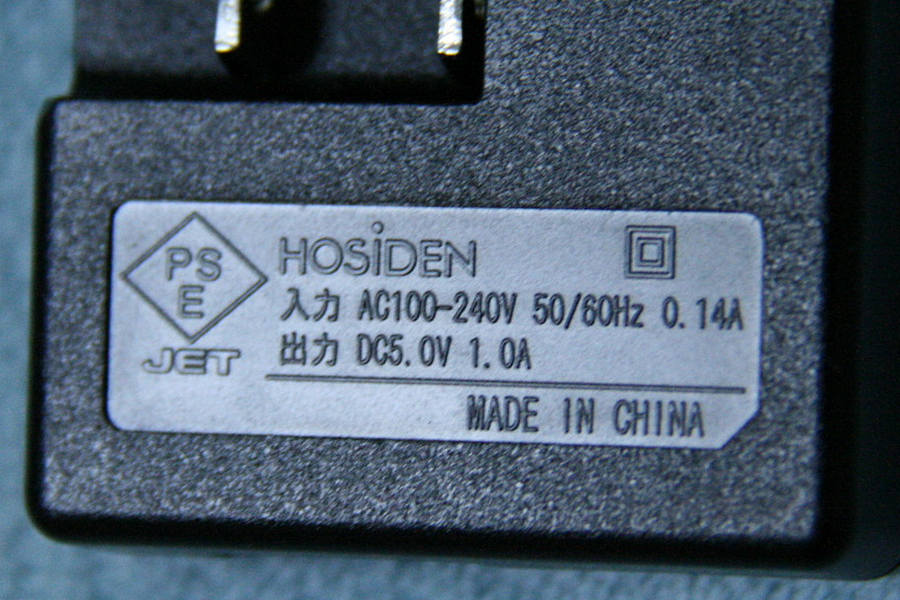 PS
E
JET
HOSiDEN
入力 AC100-240V 50/60Hz 0.14A
出力 DC5.0V 1.0A
MADE IN CHINA